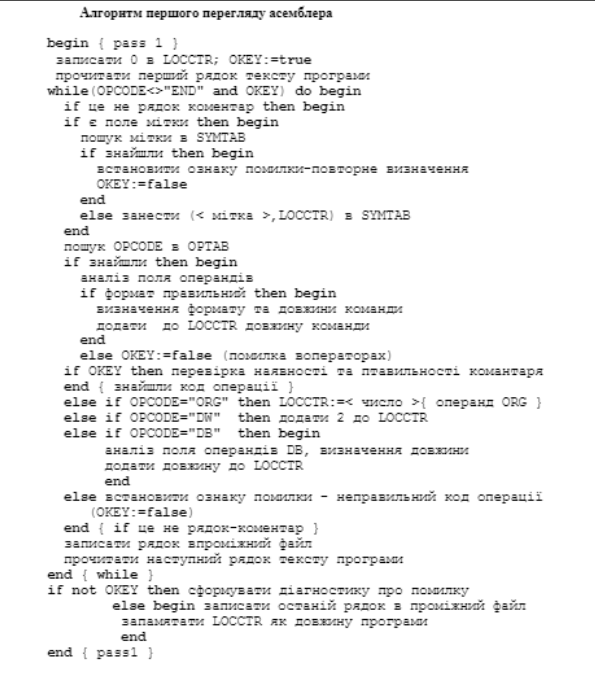 Алгоритм першого перегляду асемблера
begin { pass 1 }
записати 0 в LOCCTR; OKEY:=true
прочитати перший рядок тексту програми
while(OPCODE<>"END" and OKEY) do begin
if це не рядок коментар then begin
if є поле мітки then begin
пошук мітки в SYMTAB
if знайшли then begin
встановити ознаку помилки-повторне визначення
OKEY:=false
end
else занести (< мітка >,LOCCTR) в SYMTAB
end
пошук OPCODE в OPTAB
if знайшли then begin
аналіз поля операндів
if формат правильний then begin
визначення формату та довжини команди
додати до LOCCTR довжину команди
end
else OKEY:=false (помилка воператорах)
if OKEY then перевірка наявності та птавильності комантаря
end { знайшли код операції }
else if OPCODE="ORG" then LOCCTR:=< число >{ операнд ORG }
else if OPCODE="DW" then додати 2 до LOCCTR
else if OPCODE="DB" then begin
аналіз поля операндів DB, визначення довжини
додати довжину до LOCCTR
end
else встановити ознаку помилки - неправильний код операції
(OKEY:=false)
end { if це не рядок-коментар }
записати рядок впроміжний файл
прочитати наступний рядок тексту програми
end { while }
if not OKEY then сформувати діагностику про помилку
else begin записати останій рядок в проміжний файл
запамятати LOCCTR як довжину програми
end
end { pass1 }